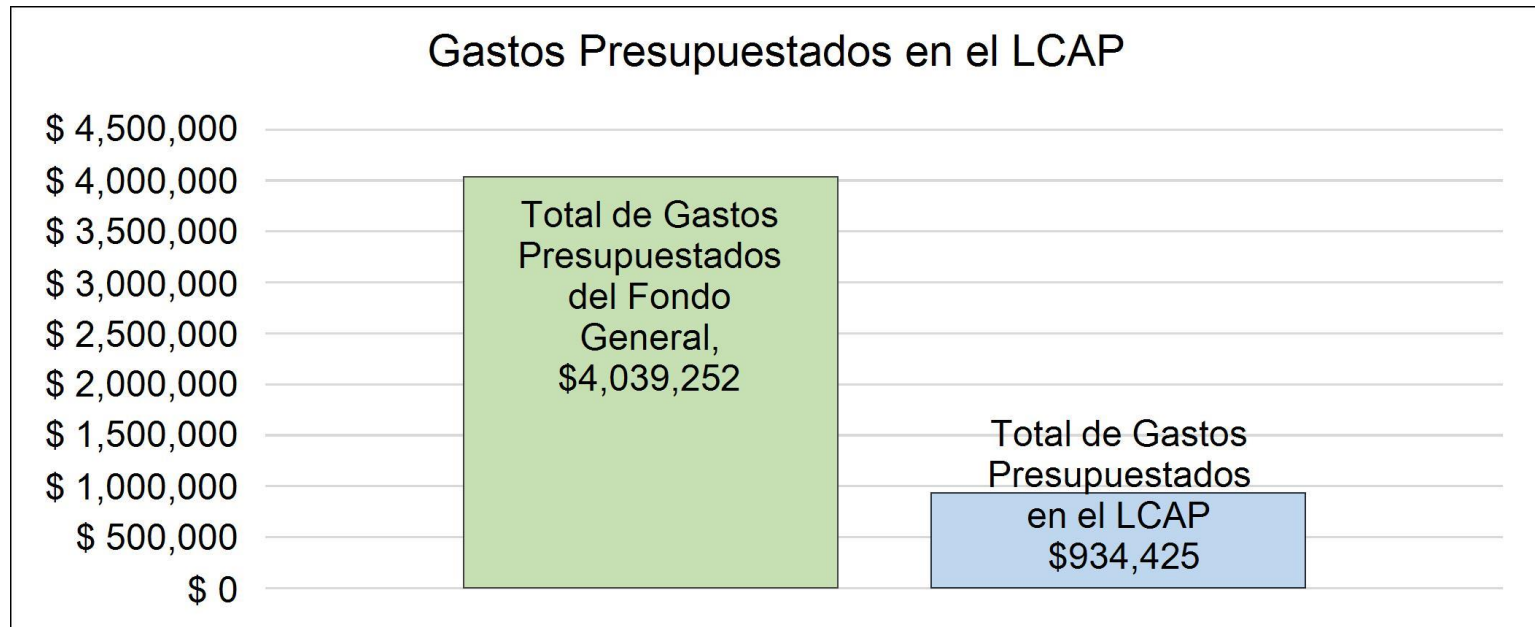 Gastos Presupuestados en el LCAP
$ 4,500,000
$ 4,000,000
$ 3,500,000
$ 3,000,000
$ 2,500,000
$ 2,000,000
$ 1,500,000
$ 1,000,000
$ 500,000
$ 0
Total de Gastos
Presupuestados
del Fondo
General,
$4,039,252
Total de Gastos
Presupuestados
en el LCAP
$934,425